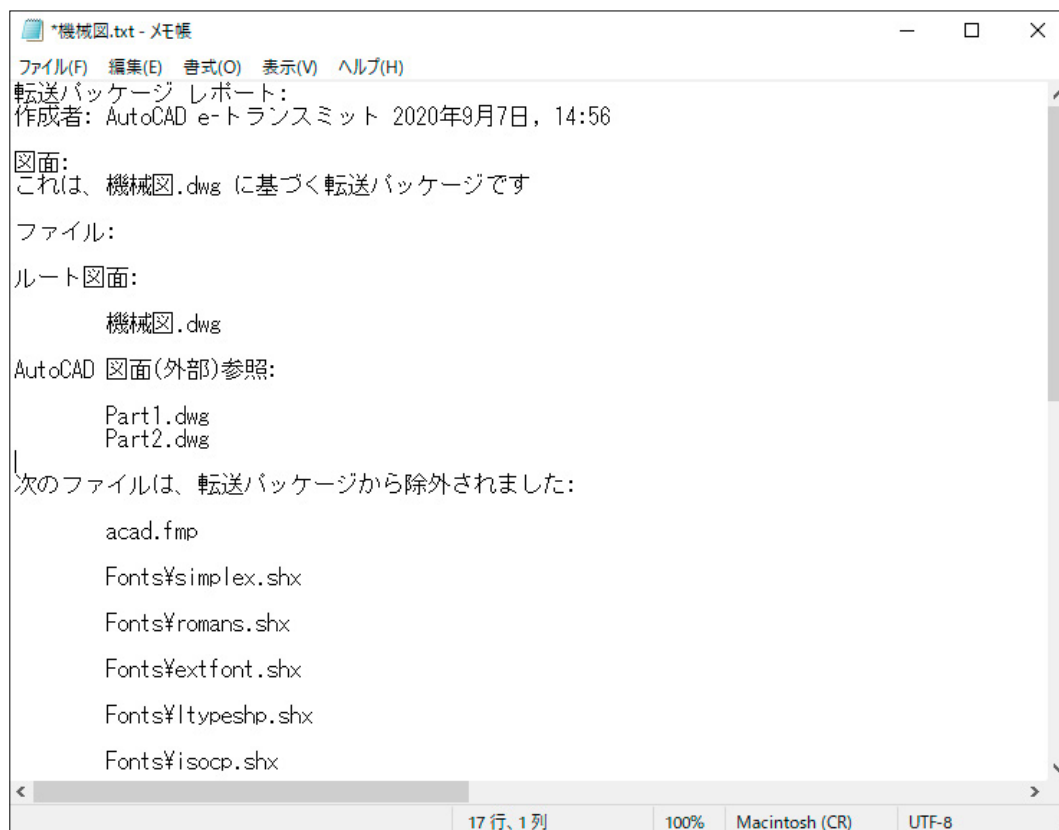 *機械図.txt - メモ帳
ファイル(F) 編集(E) 書式(O) 表示(V) ヘルプ(H)
転送パッケージ レポート:
作成者: AutoCAD e-トランスミット 2020年9月7日, 14:56
図面:
これは、機械図.dwg に基づく転送パッケージです
ファイル:
ルート図面:
機械図.dwg
AutoCAD 図面(外部)参照:
Part1.dwg
Part2.dwg
次のファイルは、転送パッケージから除外されました:
acad.fmp
Fonts¥simplex.shx
Fonts¥romans.shx
Fonts¥extfont.shx
Fonts¥ltypeshp.shx
Fonts¥isocp.shx
17 行、1 列 100% Macintosh (CR) UTF-8